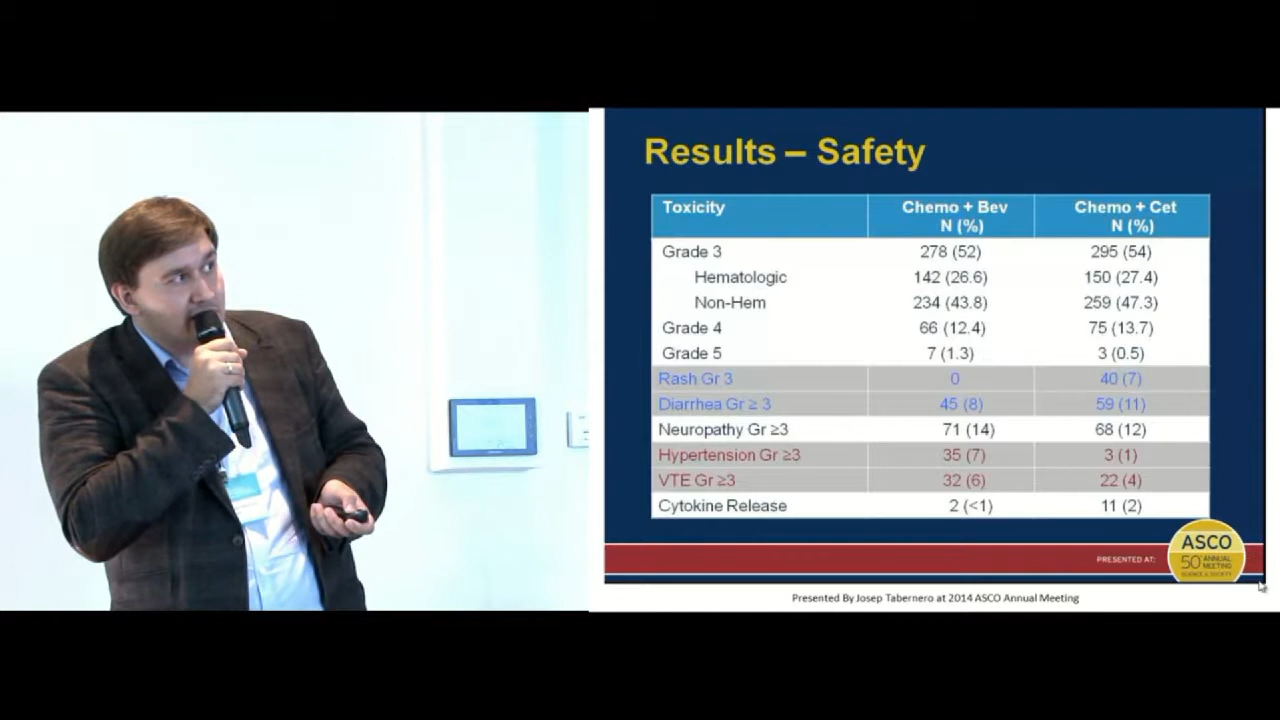 Results – Safety
Toxicity Chemo + Bev N (%) Chemo + Cet N (%)
Grade 3 278 (52) 295 (54)
Hematologic 142 (26.6) 150 (27.4)
Non-Hem 234 (43.8) 259 (47.3)
Grade 4 66 (12.4) 75 (13.7)
Grade 5 7 (1.3) 3 (0.5)
Rash Gr 3 0 40 (7)
Diarrhea Gr ≥ 3 45 (8) 59 (11)
Neuropathy Gr ≥3 71 (14) 68 (12)
Hypertension Gr ≥3 35 (7) 3 (1)
VTE Gr ≥3 32 (6) 22 (4)
Cytokine Release 2 (<1) 11 (2)
PRESENTED AT:
ASCO
50 ANNUAL
MEETING
SCIENCE & SOCIETY
Presented By Josep Tabernero at 2014 ASCO Annual Meeting